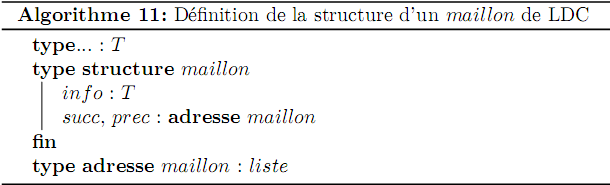 Algorithme 11: Définition de la structure d'un maillon de LDC
type... : T
type structure maillon
info : T
succ, prec : adresse maillon
fin
type adresse maillon : liste